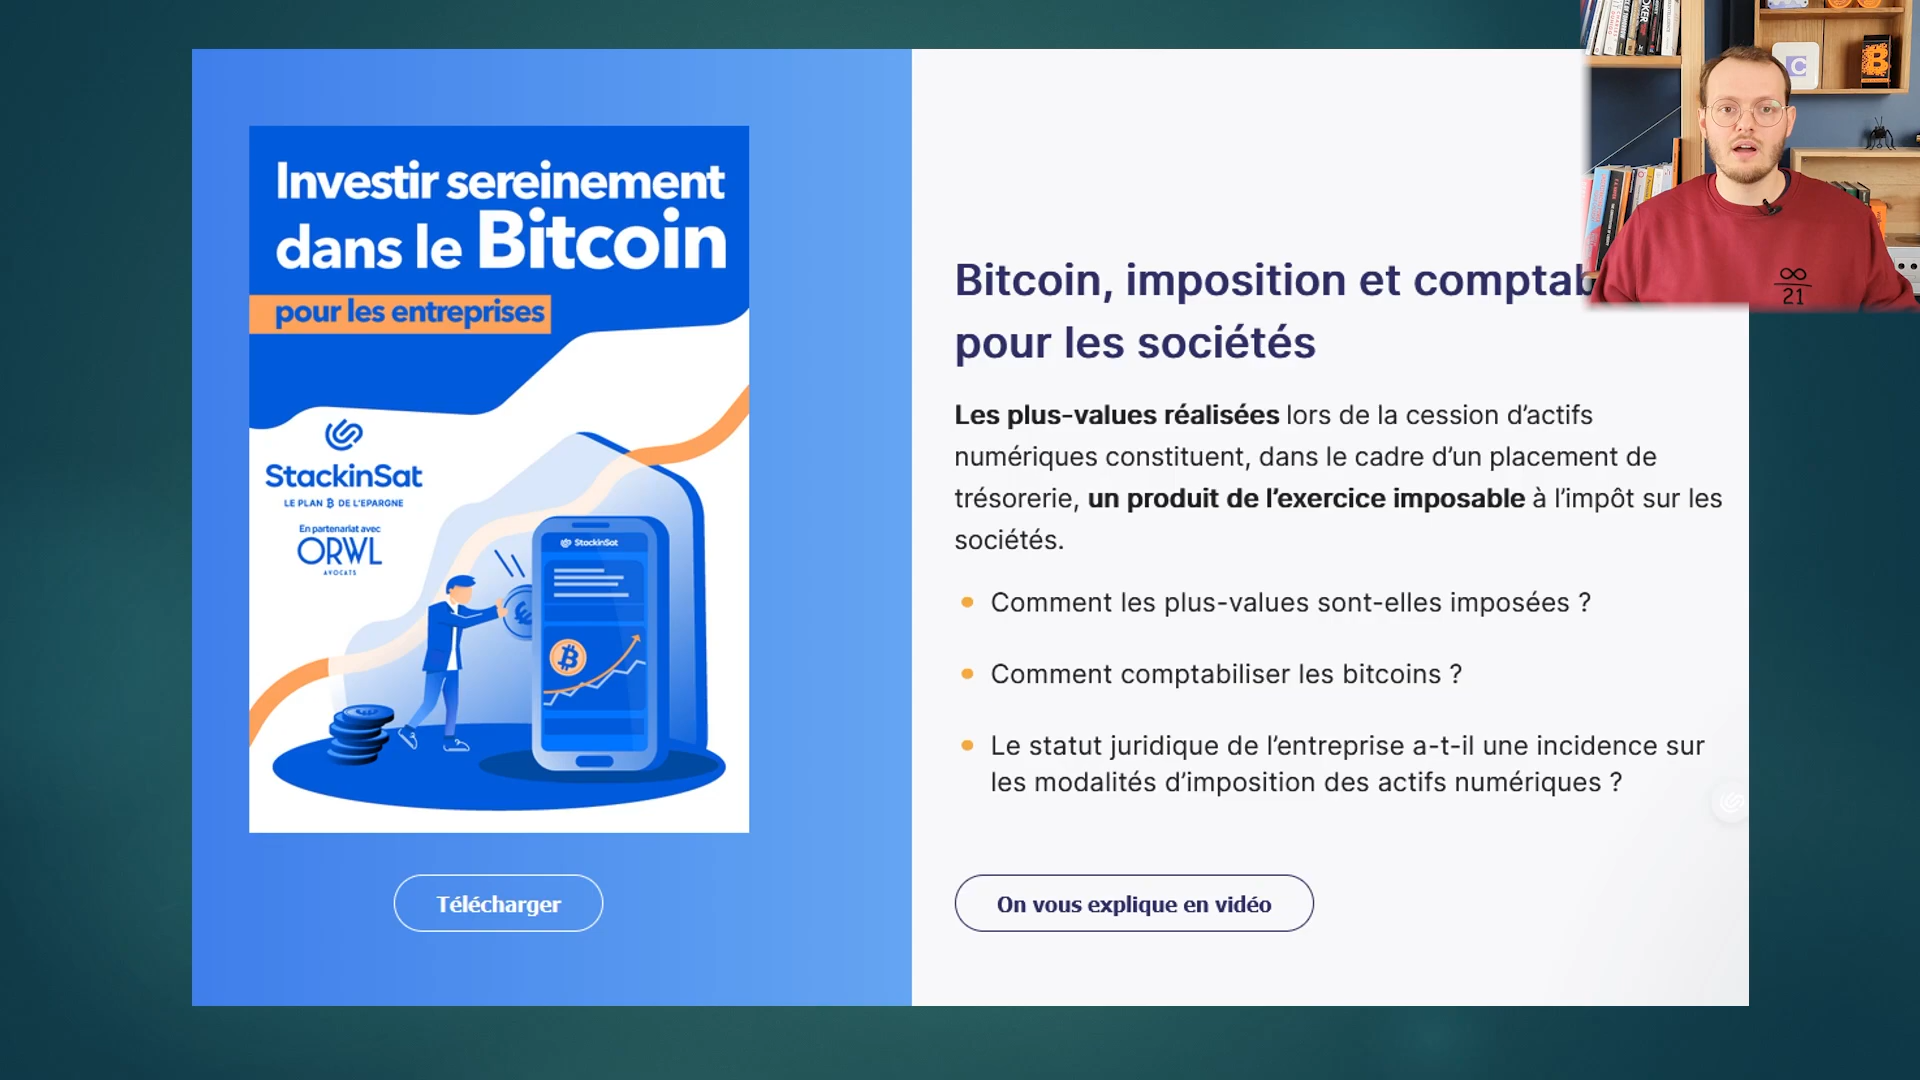 Investir sereinement
dans le Bitcoin
pour les entreprises
StackinSat
LE PLAN ₿ DE L'EPARGNE
En partenariat avec
ORWL
AVOCATS
StackinSat
Bitcoin, imposition et comptab
pour les sociétés
Les plus-values réalisées lors de la cession d'actifs
numériques constituent, dans le cadre d'un placement de
trésorerie, un produit de l'exercice imposable à l'impôt sur les
sociétés.
Comment les plus-values sont-elles imposées ?
Comment comptabiliser les bitcoins ?
Le statut juridique de l'entreprise a-t-il une incidence sur
les modalités d'imposition des actifs numériques ?
Télécharger
On vous explique en vidéo
∞
21
C